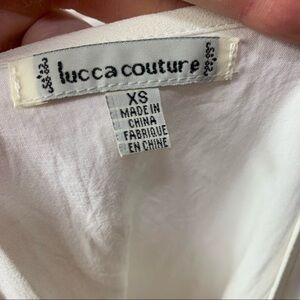 lucca couture
XS
MADE IN
CHINA
FABRIQUE
EN CHINE